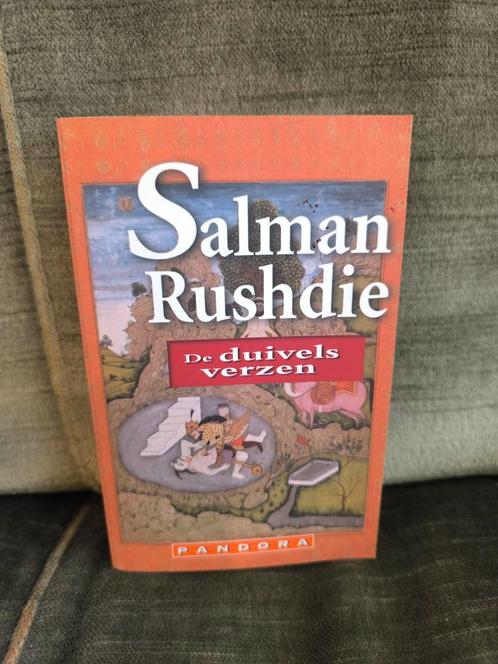 Salman
Rushdie
De duivels
verzen
PANDORA